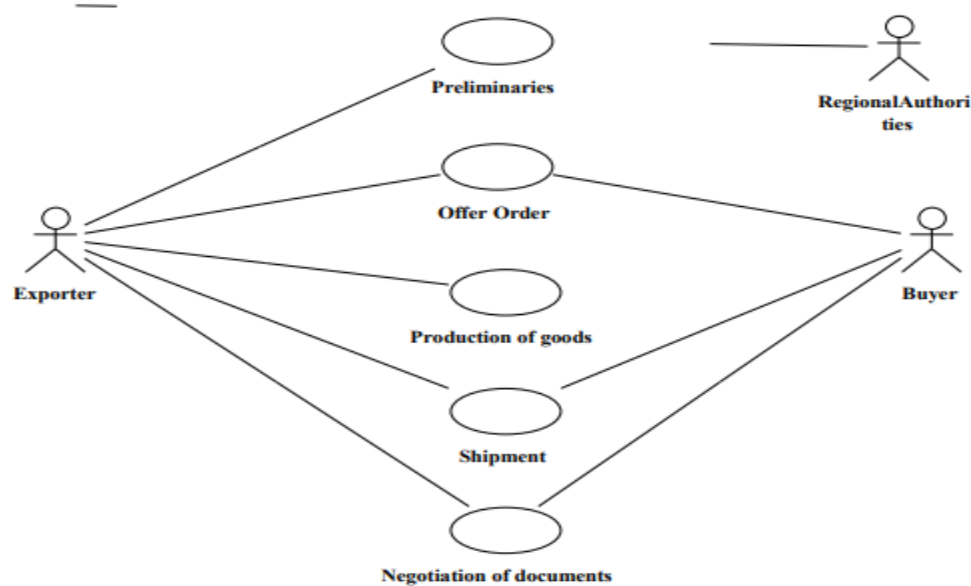 Preliminaries
RegionalAuthori
ties
Offer Order
Exporter
Buyer
Production of goods
Shipment
Negotiation of documents